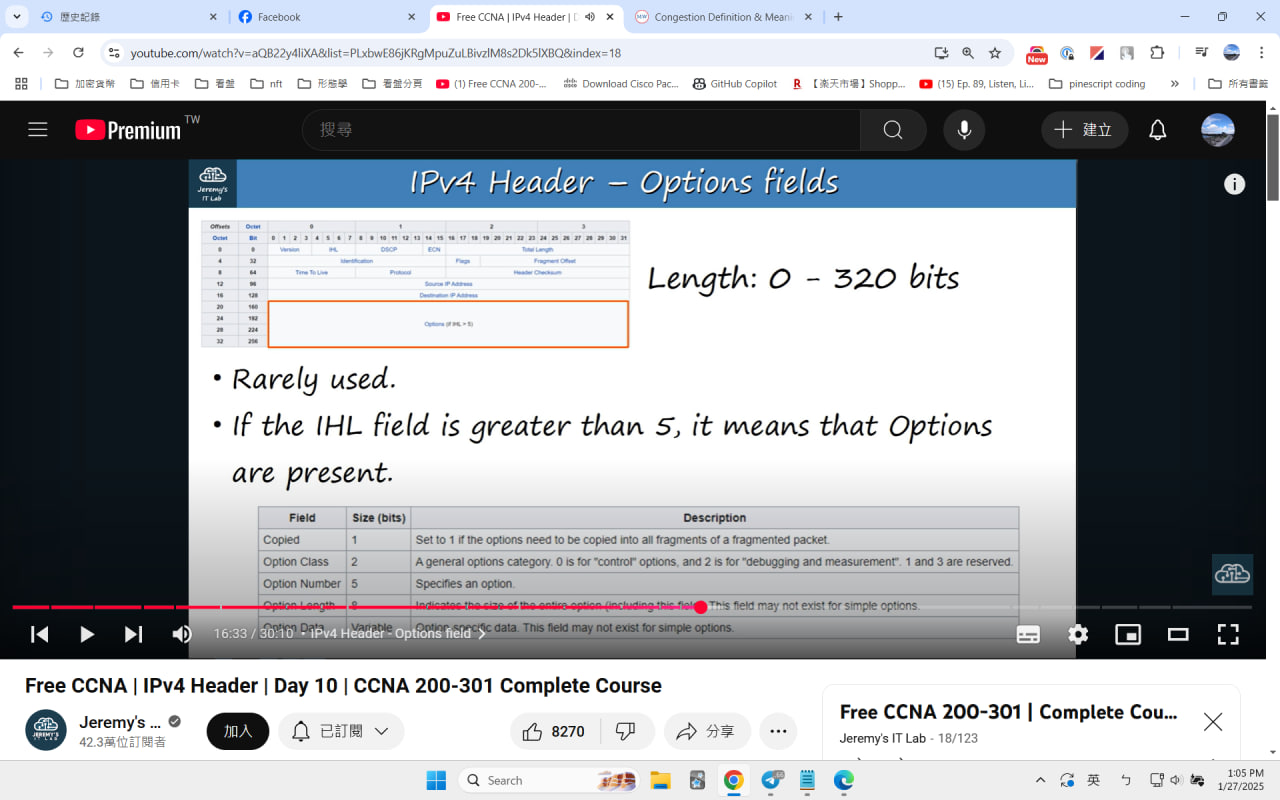 歷史記錄
Facebook
Free CCNA | IPv4 Header | D
Congestion Definition & Meani
youtube.com/watch?v=aQB22y4liXA&list=PLxbwE86jKRgMpuZuLBivzlM8s2Dk5lXBQ&index=18
New
加密貨幣
信用卡
看盤
nft
形態學
看盤分頁
(1) Free CCNA 200-...
Download Cisco Pac...
GitHub Copilot
【楽天市場】Shopp...
(15) Ep. 89, Listen, Li...
pinescript coding
所有書籤
Premium TW
搜尋
建立
Jeremy's
IT Lab
IPv4 Header – Options fields
Offsets Octet 0 1 2 3
Octet Bit 0 1 2 3 4 5 6 7 8 9 10 11 12 13 14 15 16 17 18 19 20 21 22 23 24 25 26 27 28 29 30 31
0 0 Version IHL DSCP ECN Total Length
4 32 Identification Flags Fragment Offset
8 64 Time To Live Protocol Header Checksum
12 96 Source IP Address
16 128 Destination IP Address
20 160
24 192
28 224
32 256
Options (if IHL > 5)
Length: 0 - 320 bits
• Rarely used.
• If the IHL field is greater than 5, it means that Options
are present.
Field Size (bits) Description
Copied 1 Set to 1 if the options need to be copied into all fragments of a fragmented packet.
Option Class 2 A general options category. 0 is for "control" options, and 2 is for "debugging and measurement". 1 and 3 are reserved.
Option Number 5 Specifies an option.
Option Length 8 Indicates the size of the entire option (including this field). This field may not exist for simple options.
Option Data Variable Option-specific data. This field may not exist for simple options.
16:33 / 30:10 • IPv4 Header - Options field
Free CCNA | IPv4 Header | Day 10 | CCNA 200-301 Complete Course
JEREMY'S
IT LAB
Jeremy's ...
42.3萬位訂閱者
加入
已訂閱
8270
分享
Free CCNA 200-301 | Complete Cou...
Jeremy's IT Lab - 18/123
Search
英
ㄅ
1:05 PM
1/27/2025